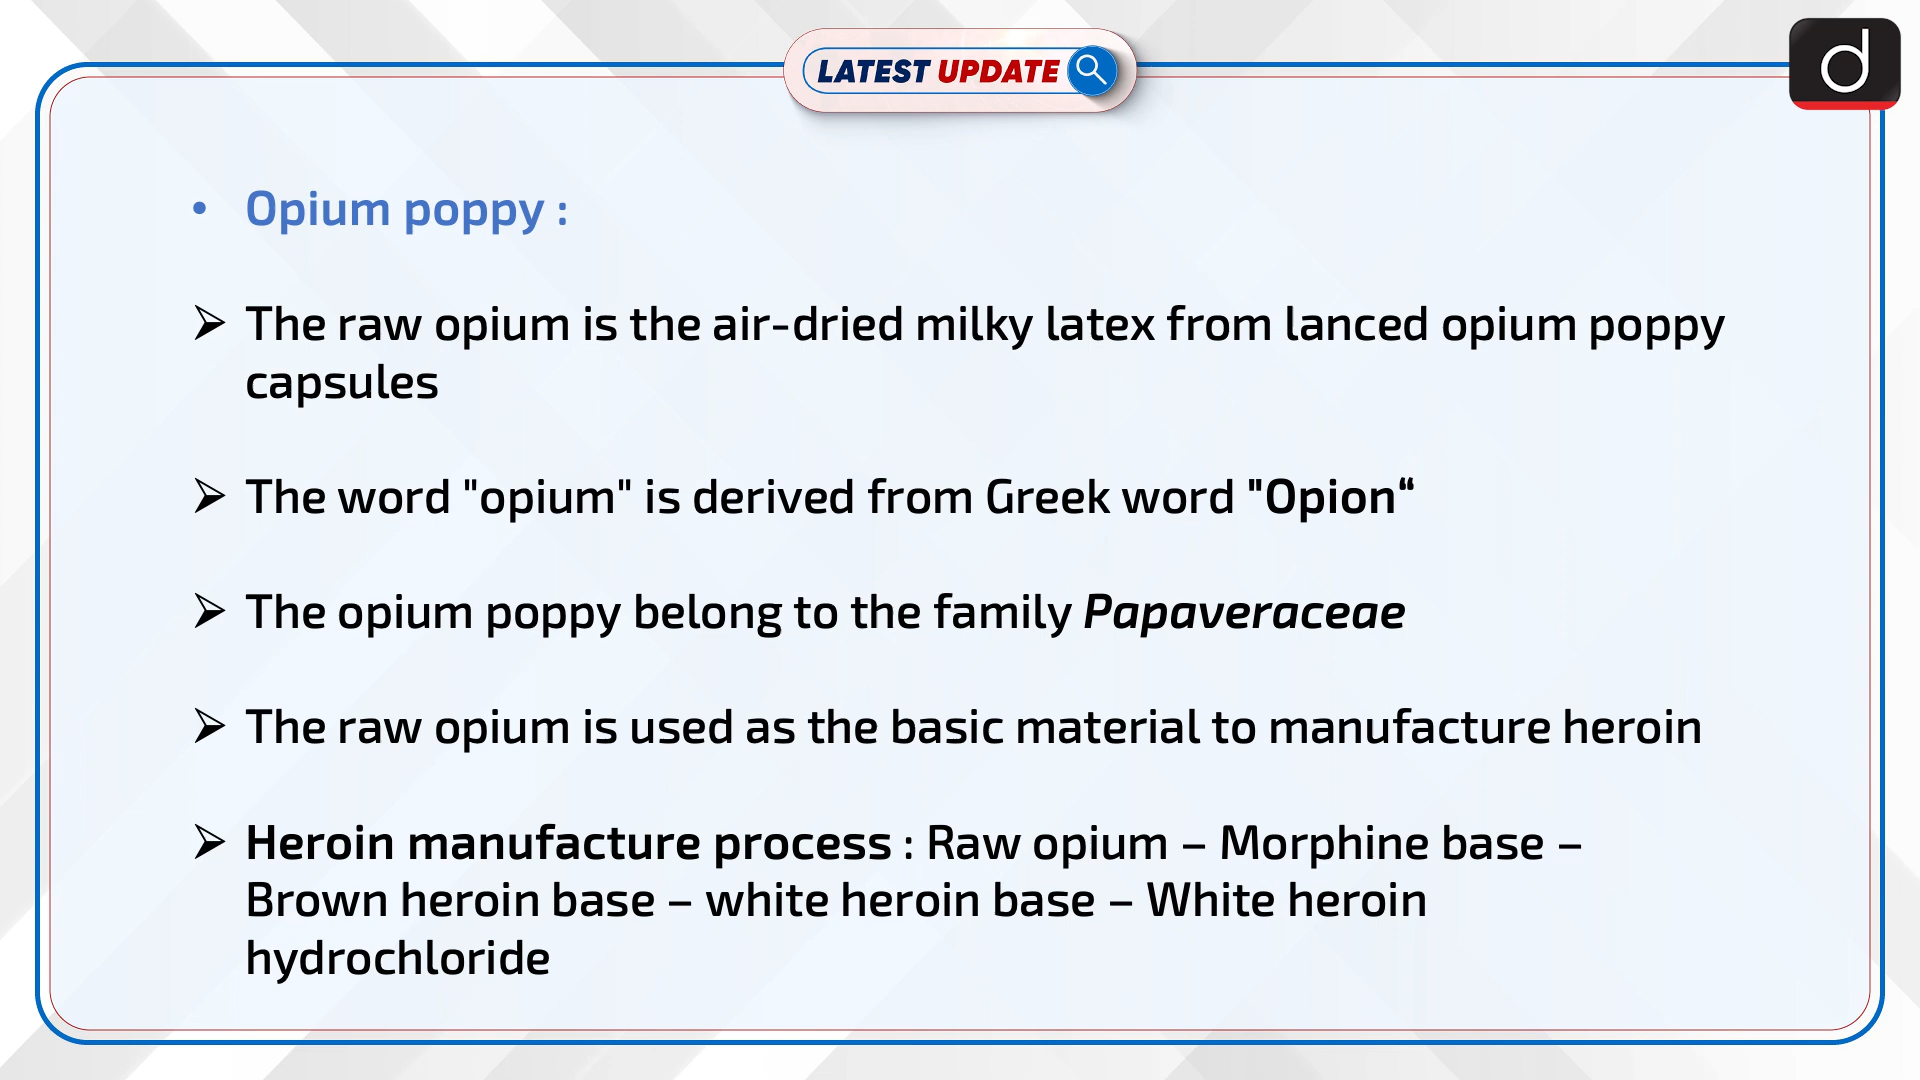 LATEST UPDATE
d
• Opium poppy :
➢ The raw opium is the air-dried milky latex from lanced opium poppy
capsules
➢ The word "opium" is derived from Greek word "Opion“
➢ The opium poppy belong to the family Papaveraceae
➢ The raw opium is used as the basic material to manufacture heroin
➢ Heroin manufacture process : Raw opium – Morphine base –
Brown heroin base – white heroin base – White heroin
hydrochloride